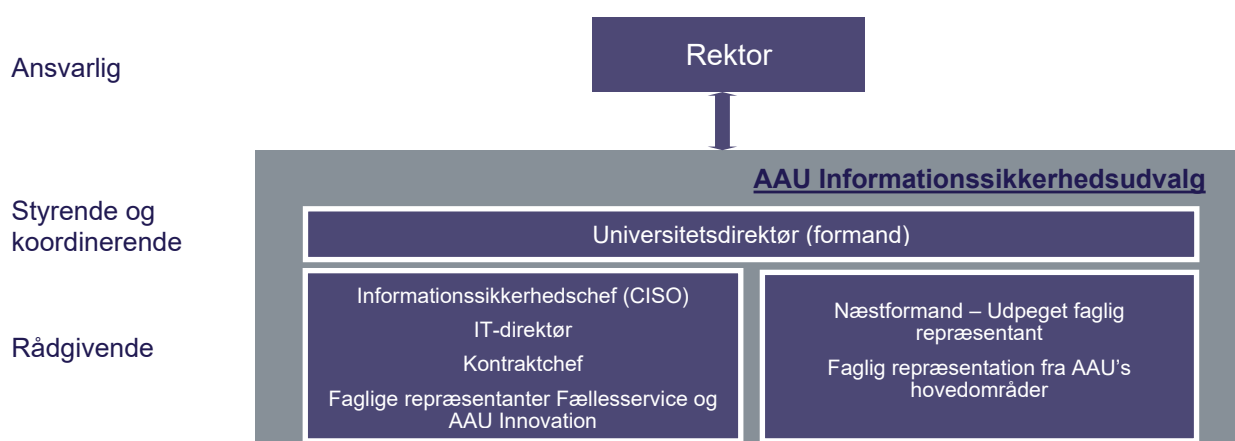 Ansvarlig
Rektor
AAU Informationssikkerhedsudvalg
Styrende og
koordinerende
Universitetsdirektør (formand)
Rådgivende
Informationssikkerhedschef (CISO)
IT-direktør
Kontraktchef
Faglige repræsentanter Fællesservice og
AAU Innovation
Næstformand – Udpeget faglig
repræsentant
Faglig repræsentation fra AAU’s
hovedområder